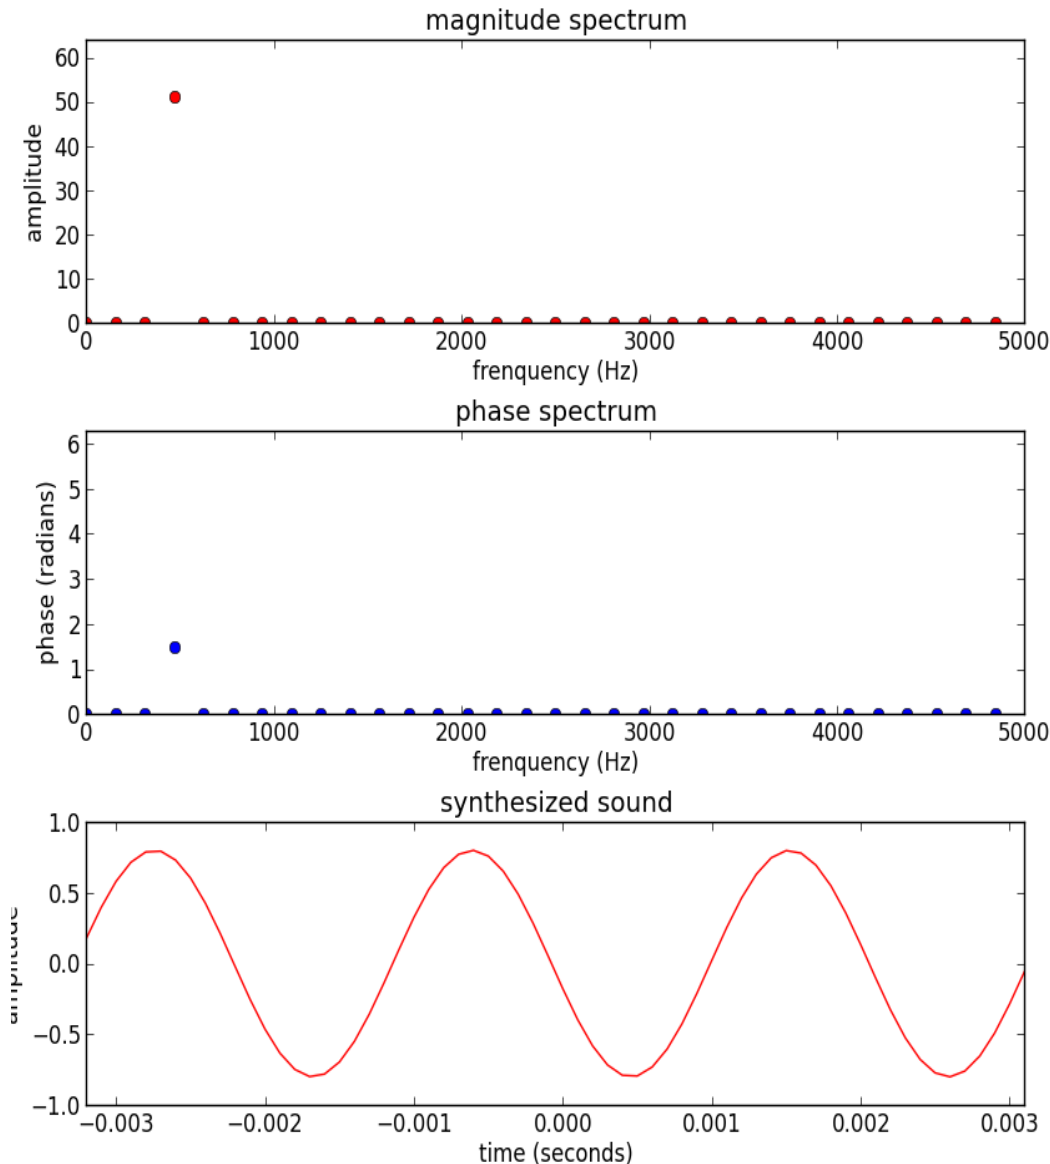 magnitude spectrum
60
50
40
30
20
10
0
amplitude
0 1000 2000 3000 4000 5000
frenquency (Hz)
phase spectrum
6
5
4
3
2
1
0
phase (radians)
0 1000 2000 3000 4000 5000
frenquency (Hz)
synthesized sound
1.0
0.5
0.0
−0.5
−1.0
amplitude
−0.003 −0.002 −0.001 0.000 0.001 0.002 0.003
time (seconds)